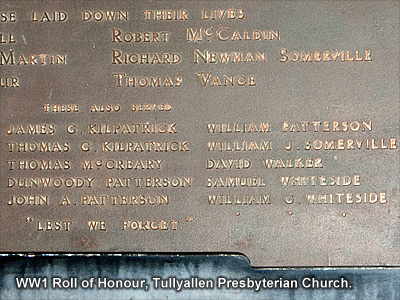 SE LAID DOWN THEIR LIVES
LL ROBERT McCALDIN
MARTIN RICHARD NEWMAN SOMERVILLE
UR THOMAS VANCE
THESE ALSO SERVED
JAMES C. KILPATRICK WILLIAM PATTERSON
THOMAS C. KILPATRICK WILLIAM J. SOMERVILLE
THOMAS McCREARY DAVID WALKER
DUNWOODY PATTERSON SAMUEL WHITESIDE
JOHN A. PATTERSON WILLIAM G. WHITESIDE
"LEST WE FORGET."
WW1 Roll of Honour, Tullyallen Presbyterian Church.